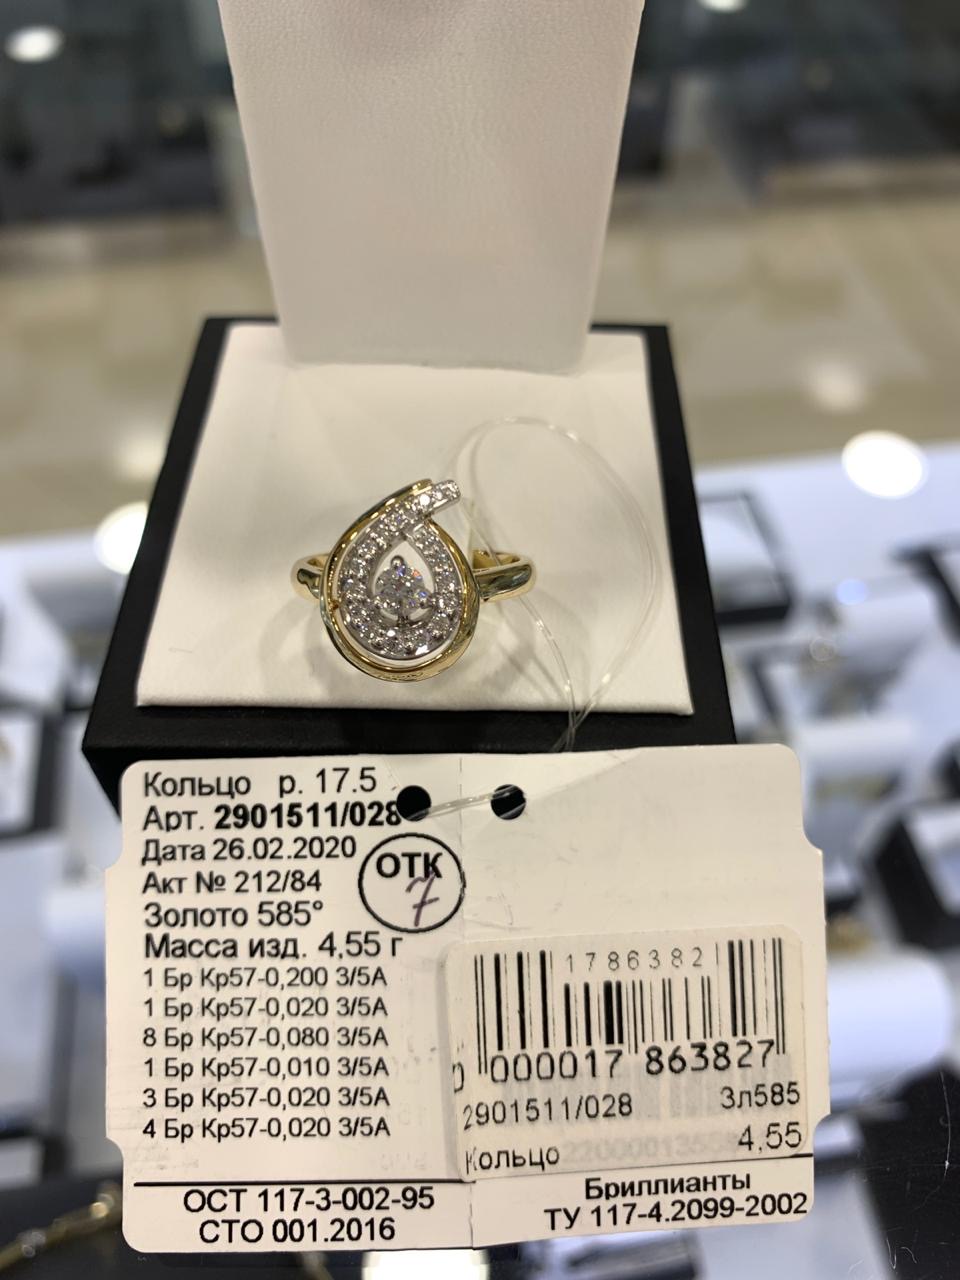 Кольцо р. 17.5
Арт. 2901511/028
Дата 26.02.2020
Акт № 212/84
Золото 585°
Масса изд. 4,55 г
1 Бр Кр57-0,200 3/5А
1 Бр Кр57-0,020 3/5А
8 Бр Кр57-0,080 3/5А
1 Бр Кр57-0,010 3/5А
3 Бр Кр57-0,020 3/5А
4 Бр Кр57-0,020 3/5А
ОСТ 117-3-002-95
СТО 001.2016
ОТК
7
1786382
000017 863827
2901511/028 Зл585
Кольцо 4,55
Бриллианты
ТУ 117-4.2099-2002